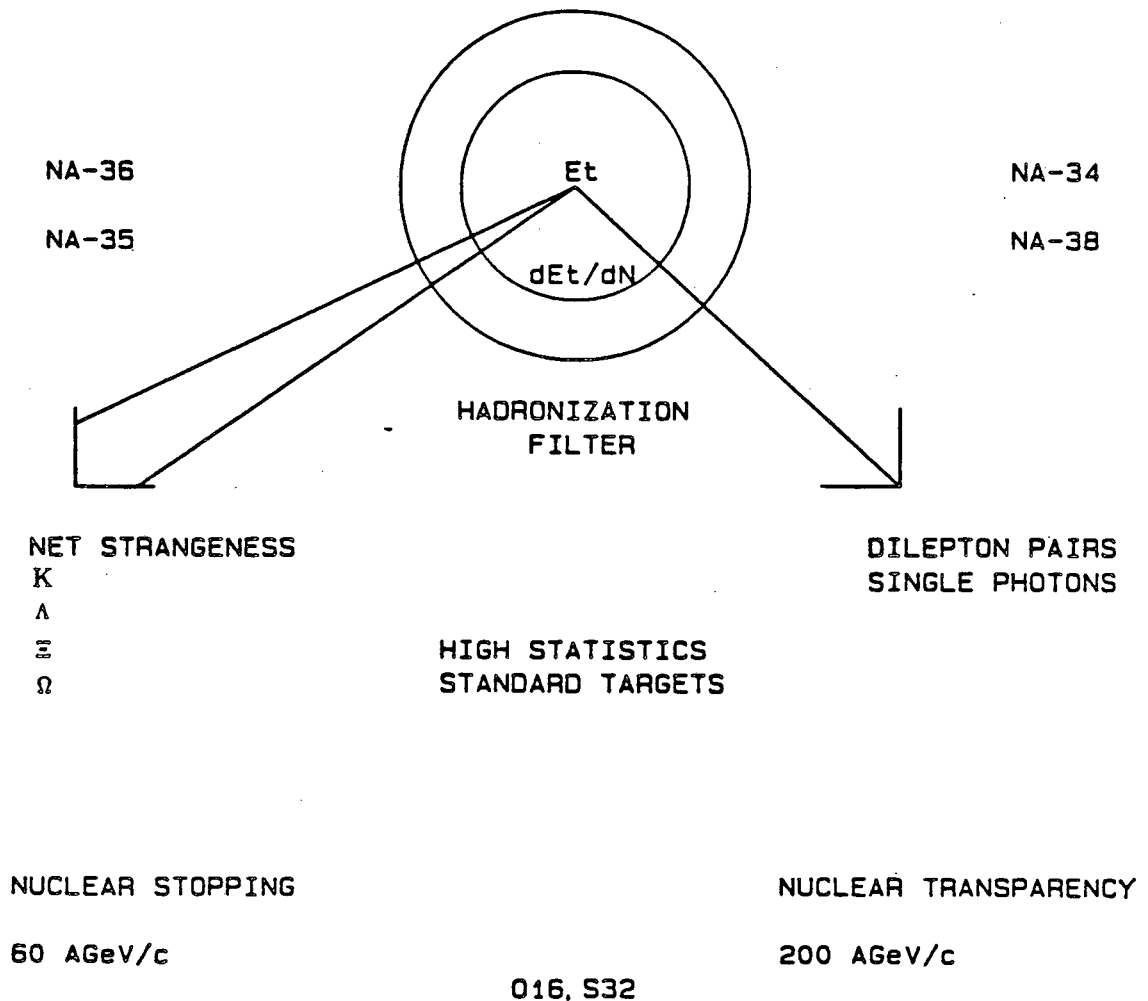 NA-36
Et
NA-34
NA-35
NA-38
dEt/dN
HADRONIZATION
FILTER
NET STRANGENESS
K
Λ
Ξ
Ω
DILEPTON PAIRS
SINGLE PHOTONS
HIGH STATISTICS
STANDARD TARGETS
NUCLEAR STOPPING
NUCLEAR TRANSPARENCY
60 AGeV/c
200 AGeV/c
O16, S32